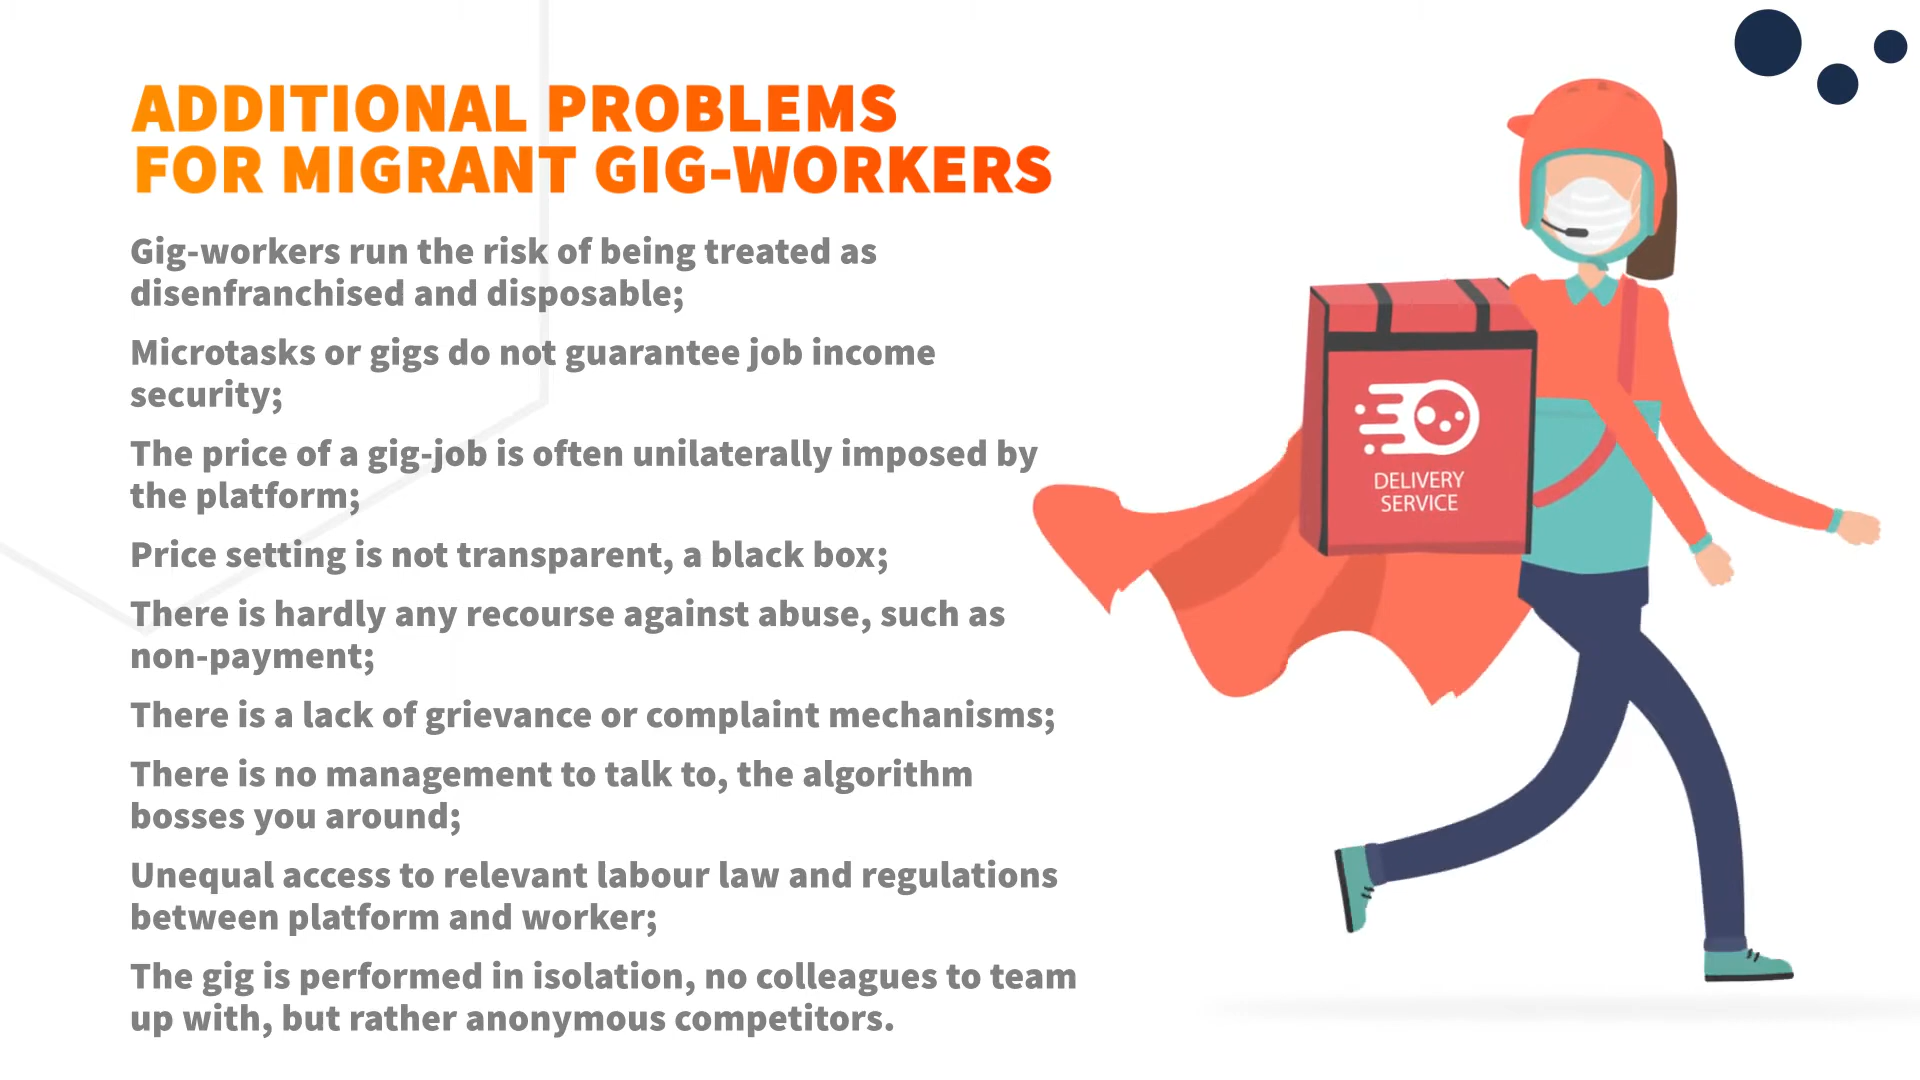 ADDITIONAL PROBLEMS
FOR MIGRANT GIG-WORKERS
Gig-workers run the risk of being treated as
disenfranchised and disposable;
Microtasks or gigs do not guarantee job income
security;
The price of a gig-job is often unilaterally imposed by
the platform;
Price setting is not transparent, a black box;
There is hardly any recourse against abuse, such as
non-payment;
There is a lack of grievance or complaint mechanisms;
There is no management to talk to, the algorithm
bosses you around;
Unequal access to relevant labour law and regulations
between platform and worker;
The gig is performed in isolation, no colleagues to team
up with, but rather anonymous competitors.
DELIVERY
SERVICE